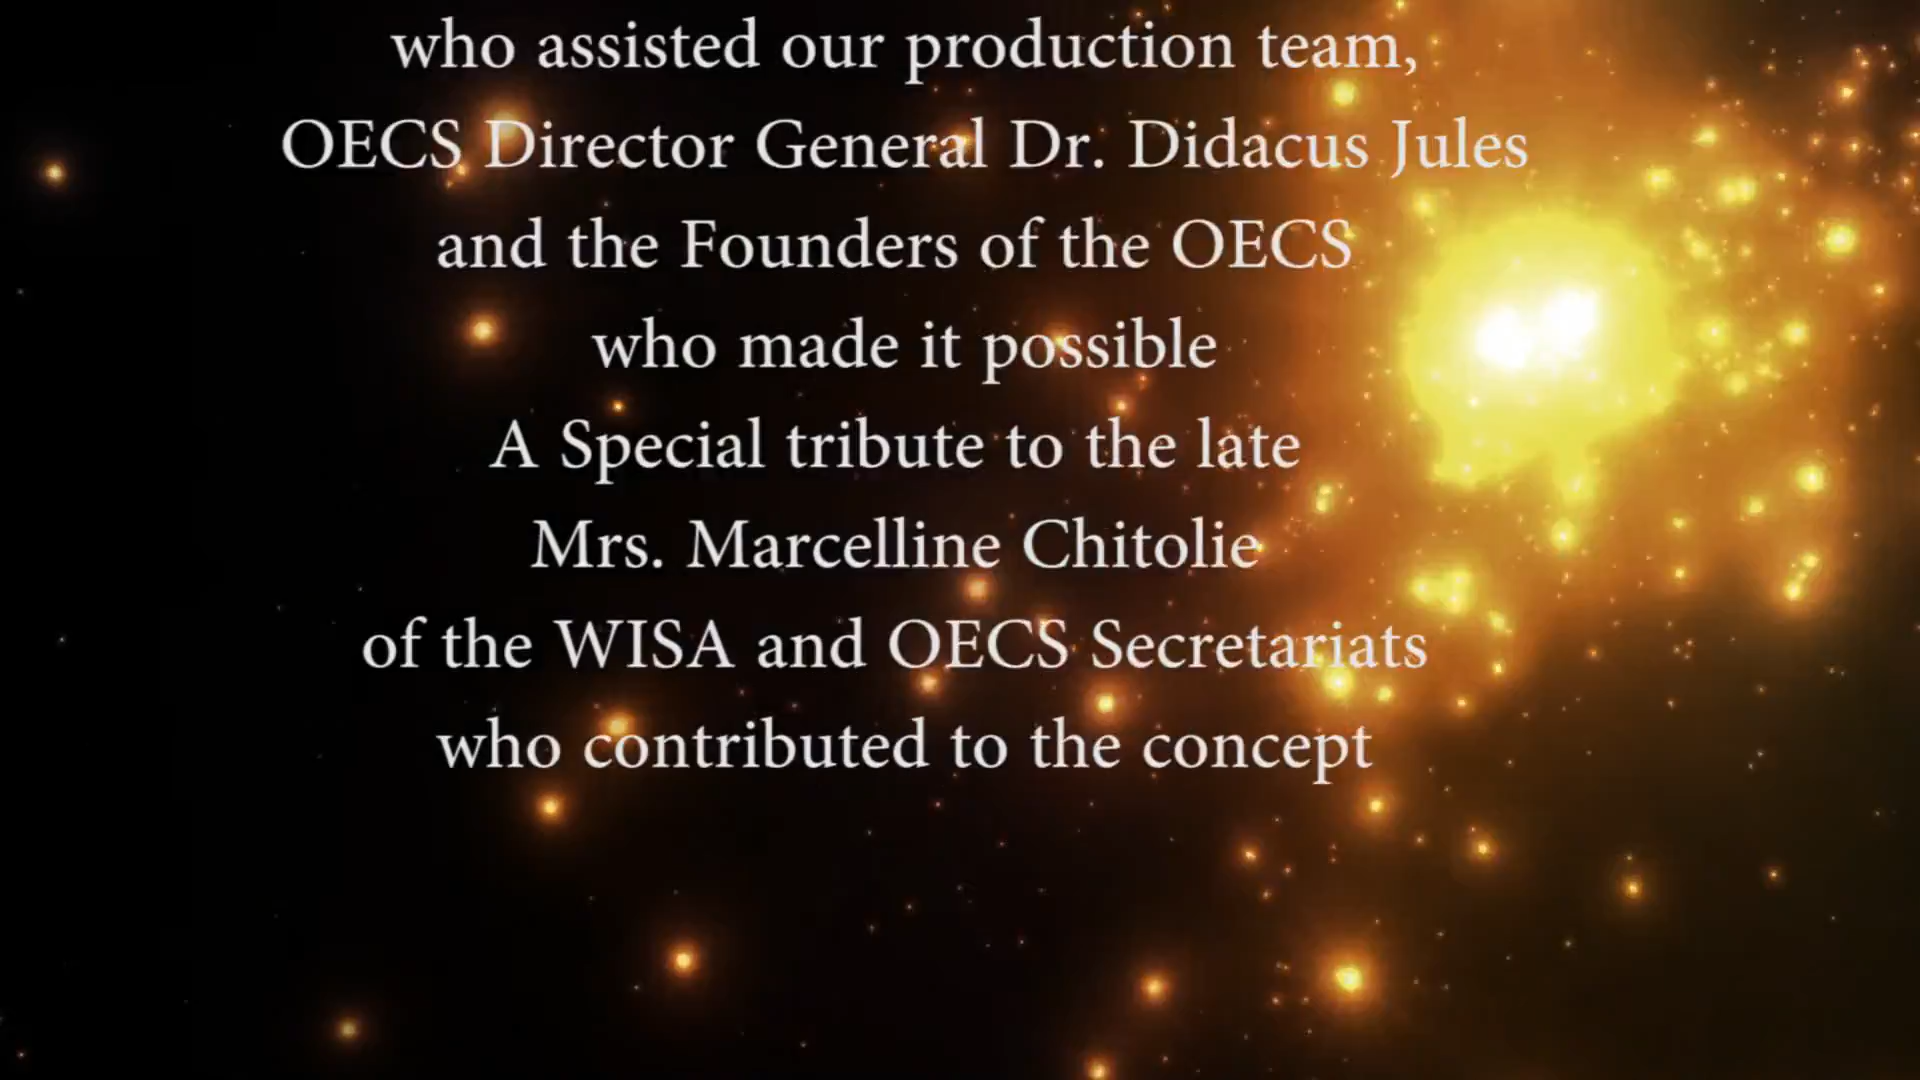 who assisted our production team,
OECS Director General Dr. Didacus Jules
and the Founders of the OECS
who made it possible
A Special tribute to the late
Mrs. Marcelline Chitolie
of the WISA and OECS Secretariats
who contributed to the concept